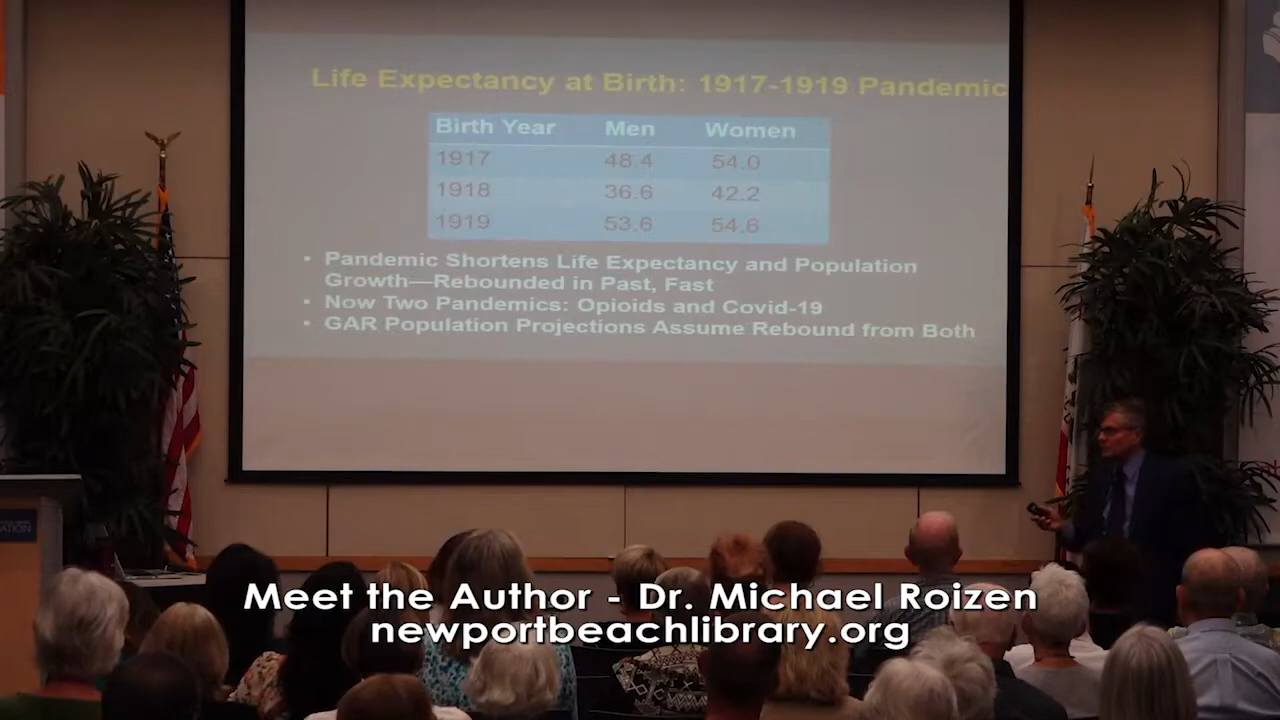 Life Expectancy at Birth: 1917-1919 Pandemic
Birth Year Men Women
1917 48.4 54.0
1918 36.6 42.2
1919 53.6 54.6
• Pandemic Shortens Life Expectancy and Population
Growth—Rebounded in Past, Fast
• Now Two Pandemics: Opioids and Covid-19
• GAR Population Projections Assume Rebound from Both
Meet the Author - Dr. Michael Roizen
newportbeachlibrary.org